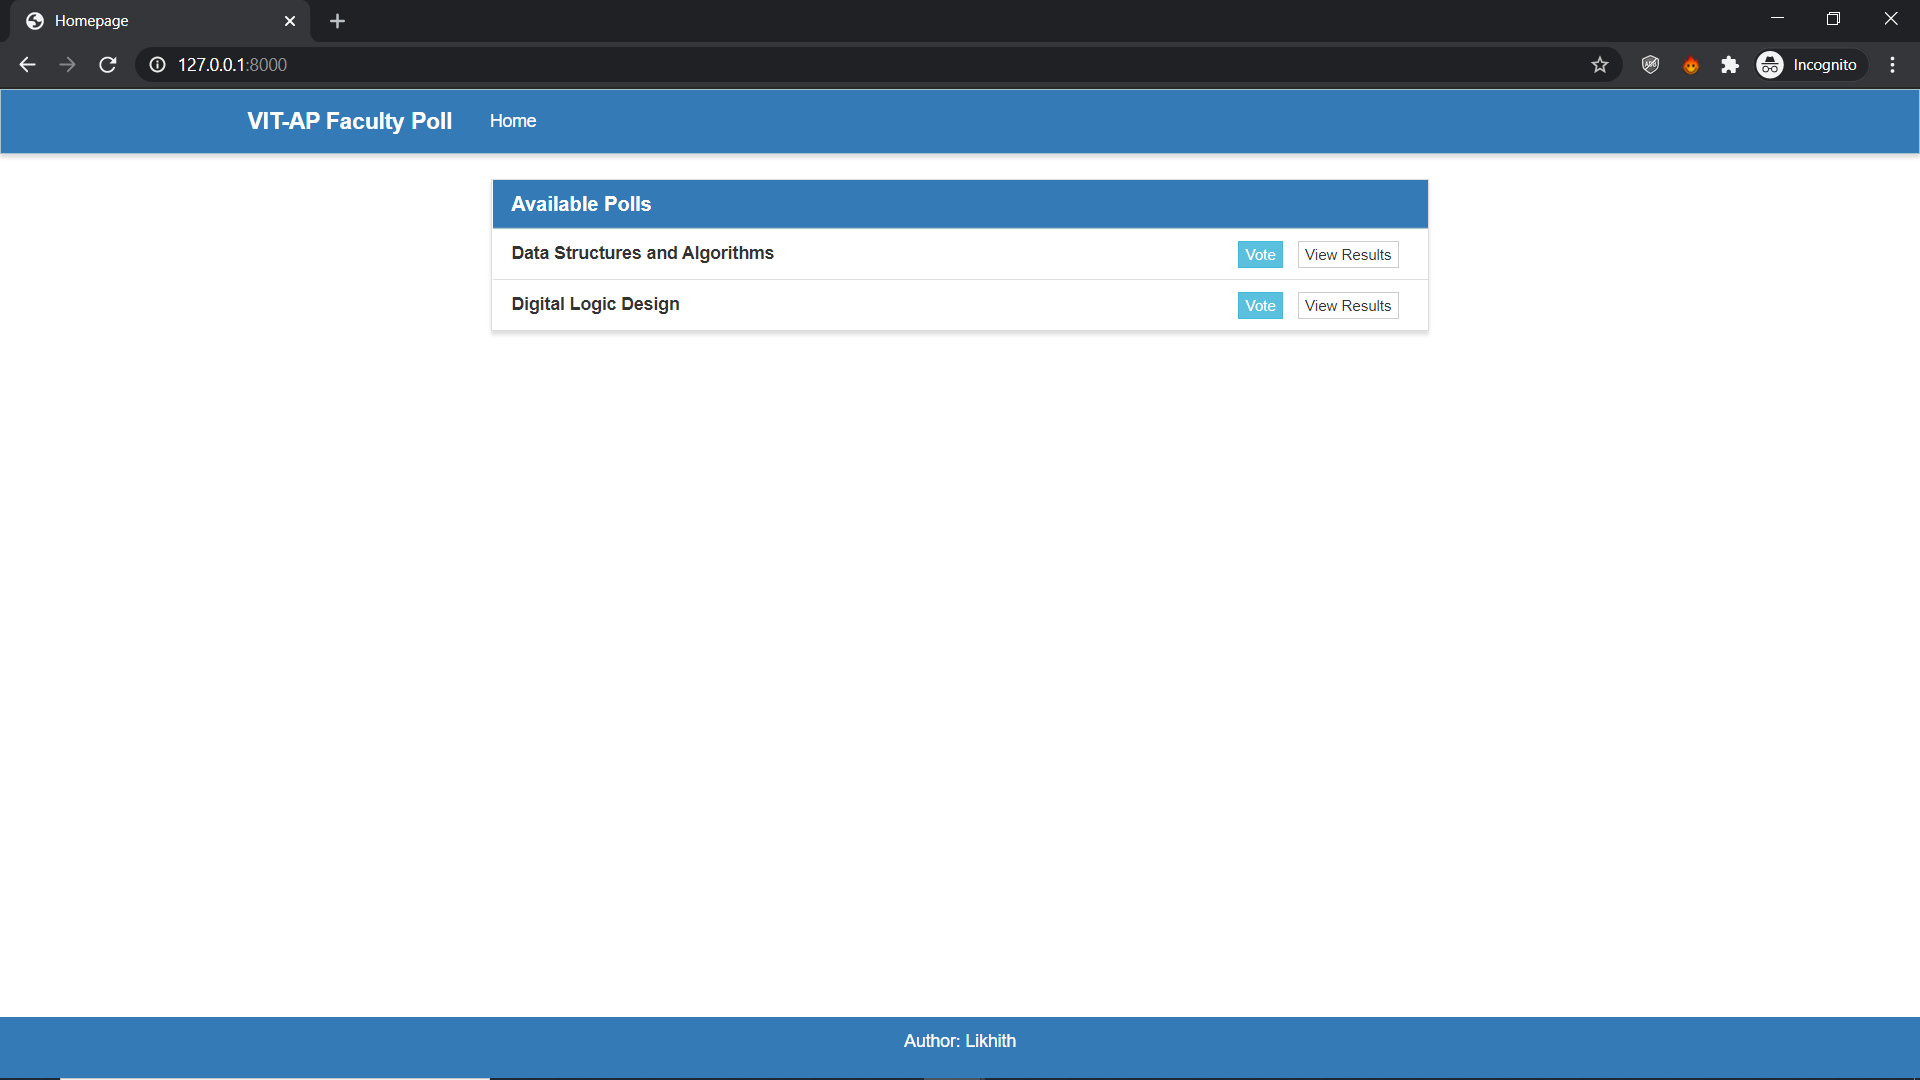 Homepage
127.0.0.1:8000
Incognito
VIT-AP Faculty Poll Home
Available Polls
Data Structures and Algorithms Vote View Results
Digital Logic Design Vote View Results
Author: Likhith